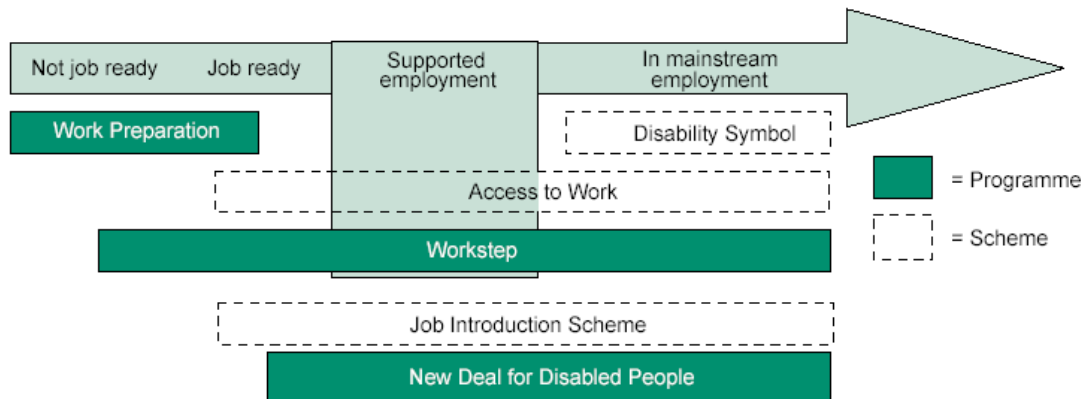 Not job ready
Job ready
Supported
employment
In mainstream
employment
Work Preparation
Disability Symbol
Access to Work
= Programme
Workstep
= Scheme
Job Introduction Scheme
New Deal for Disabled People